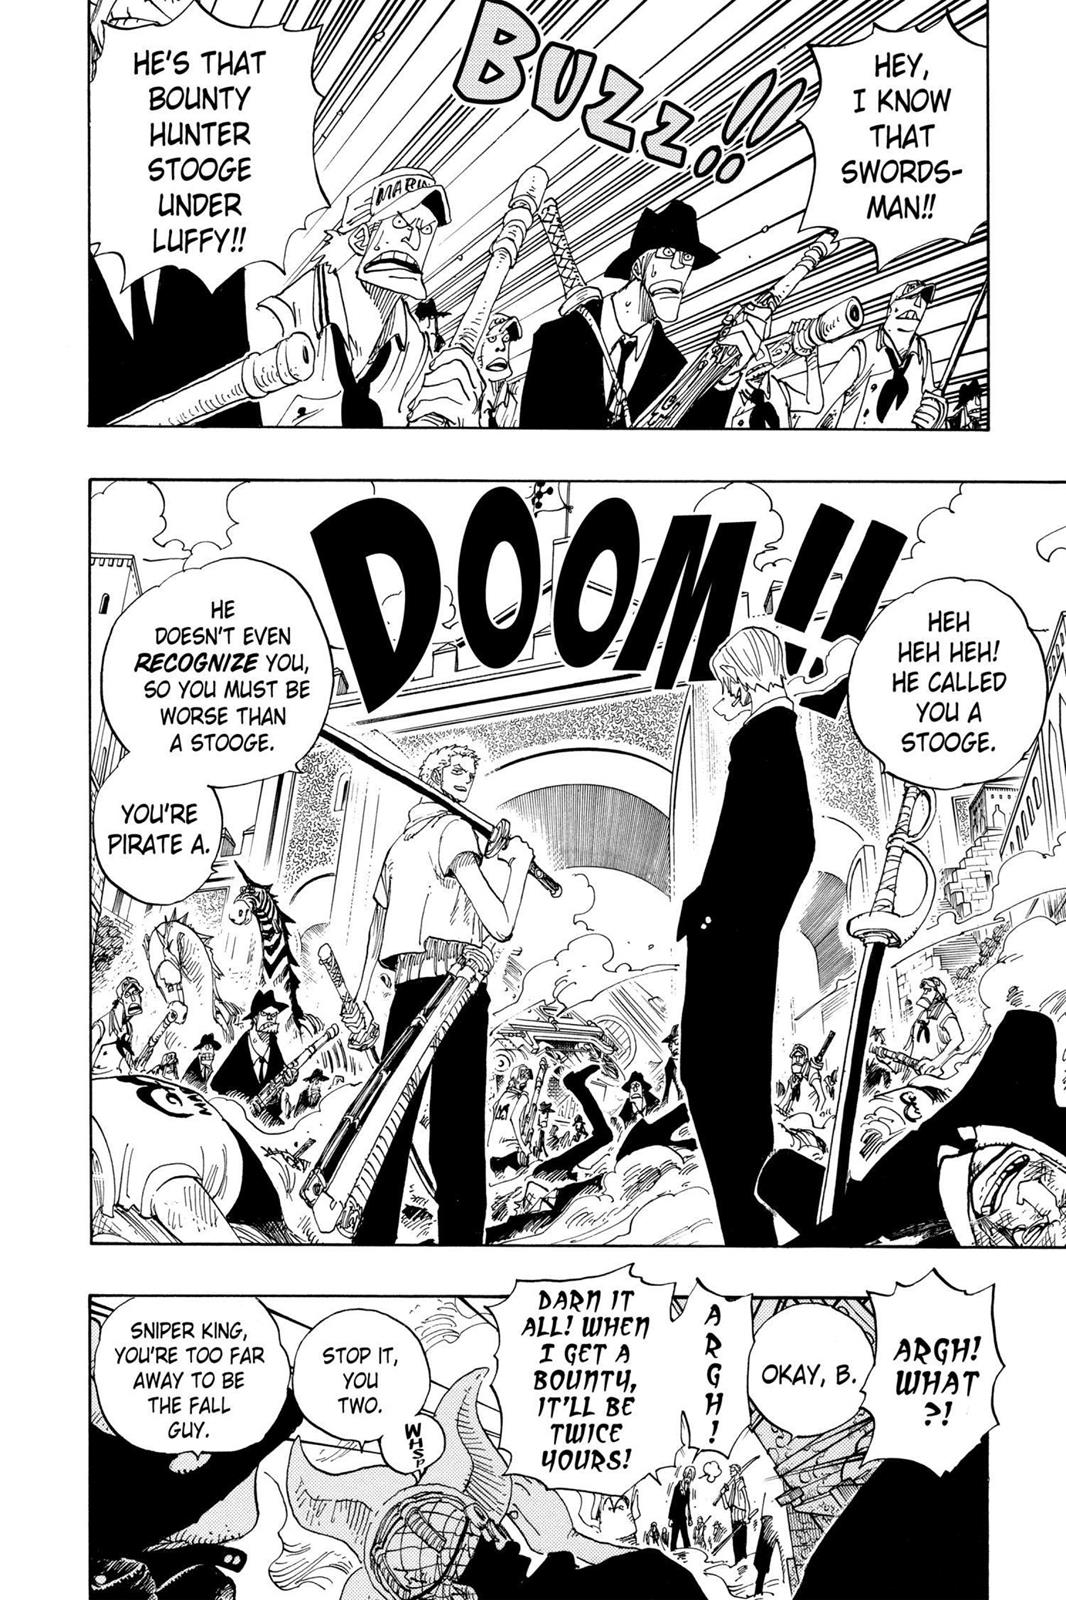 HEY,
I KNOW
THAT
SWORDS-
MAN!!
BUZZ!!
HE'S THAT
BOUNTY
HUNTER
STOOGE
UNDER
LUFFY!!
MARIN
DOOM!!
HEH
HEH HEH!
HE CALLED
YOU A
STOOGE.
HE
DOESN'T EVEN
RECOGNIZE YOU,
SO YOU MUST BE
WORSE THAN
A STOOGE.
YOU'RE
PIRATE A.
ARGH!
WHAT
?!
OKAY, B.
ARGH!
DARN IT
ALL! WHEN
I GET A
BOUNTY,
IT'LL BE
TWICE
YOURS!
STOP IT,
YOU
TWO.
WHSP
SNIPER KING,
YOU'RE TOO FAR
AWAY TO BE
THE FALL
GUY.